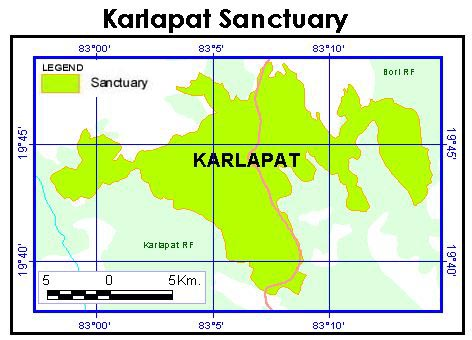 Karlapat Sanctuary
83°00' 83°5' 83°10'
LEGEND
Sanctuary
Bori RF
19°45' 19°45'
KARLAPAT
Karlapat RF
19°40' 19°40'
5 0 5Km.
83°00' 83°5' 83°10'